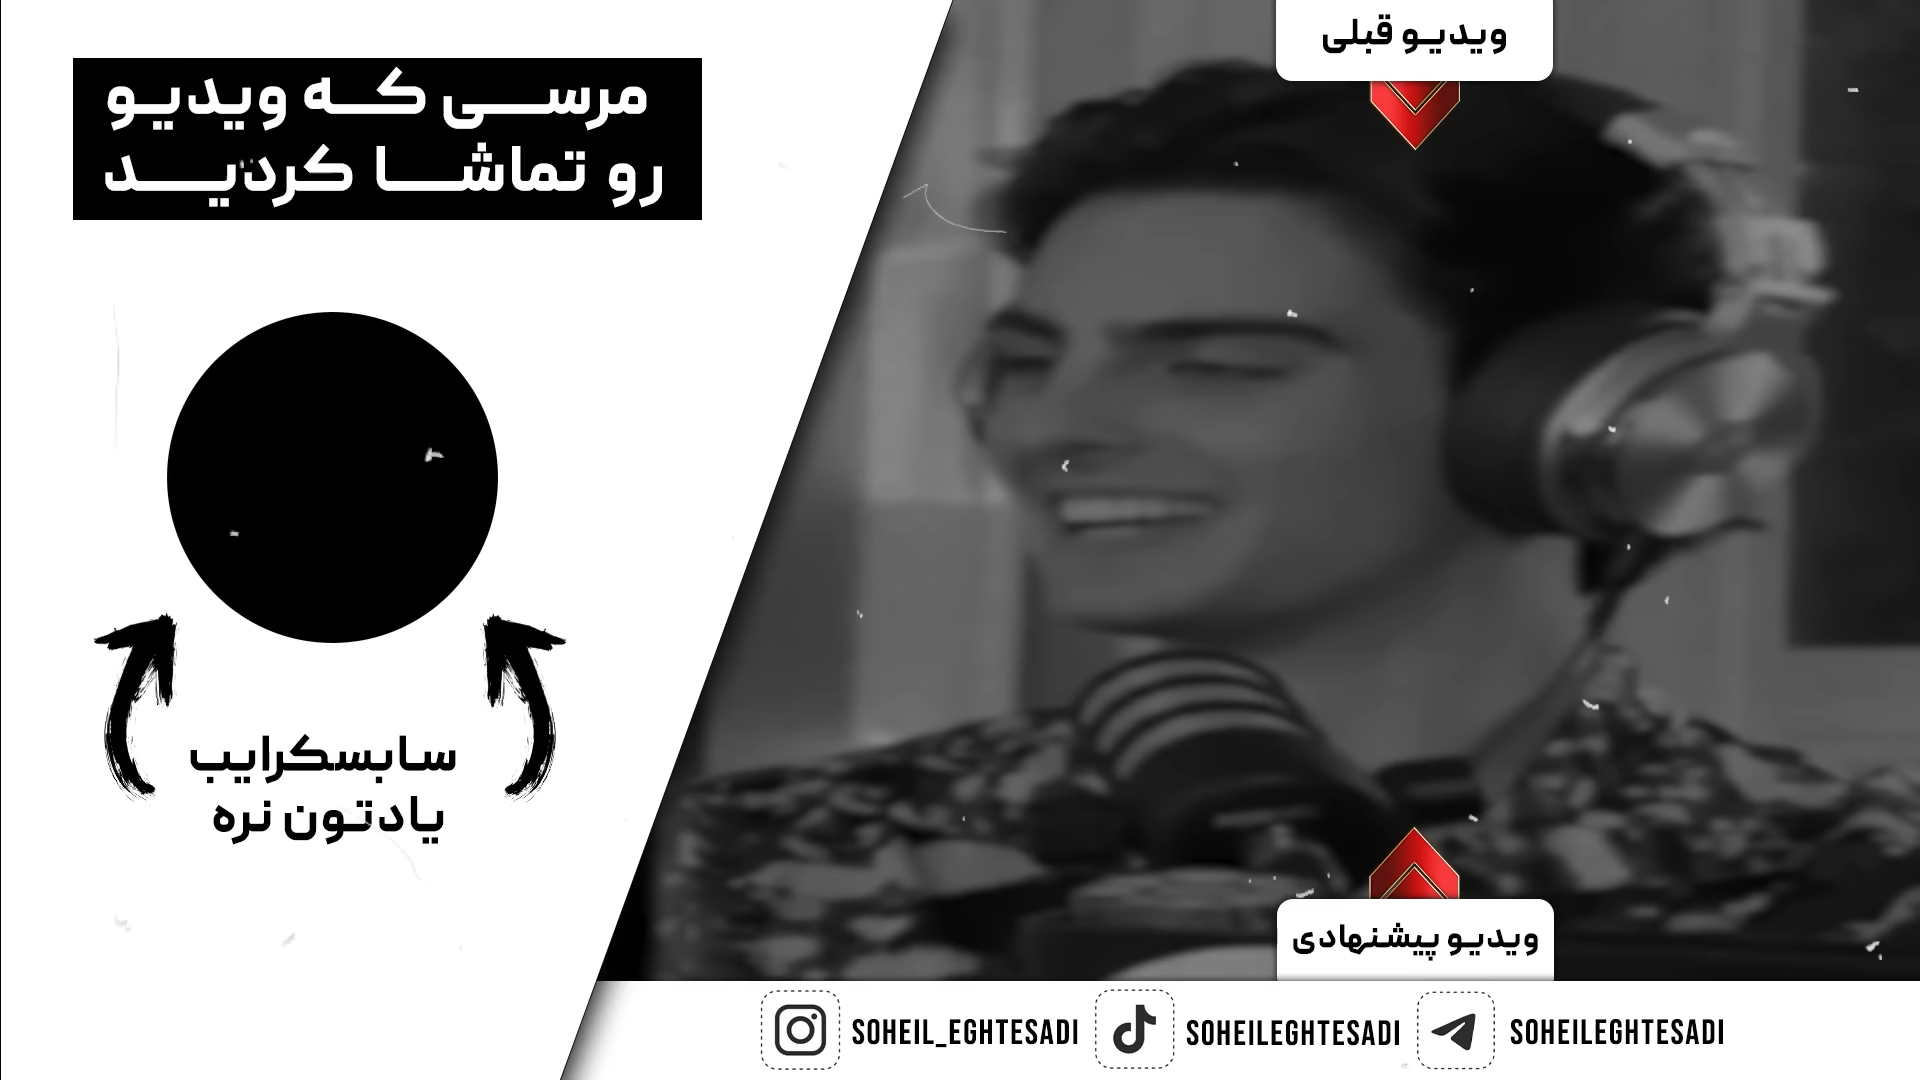 مرسی که ویدیو
رو تماشا کردید
سابسکرایب
یادتون نره
ویدیو قبلی
ویدیو پیشنهادی
SOHEIL_EGHTESADI
SOHEILEGHTESADI
SOHEILEGHTESADI